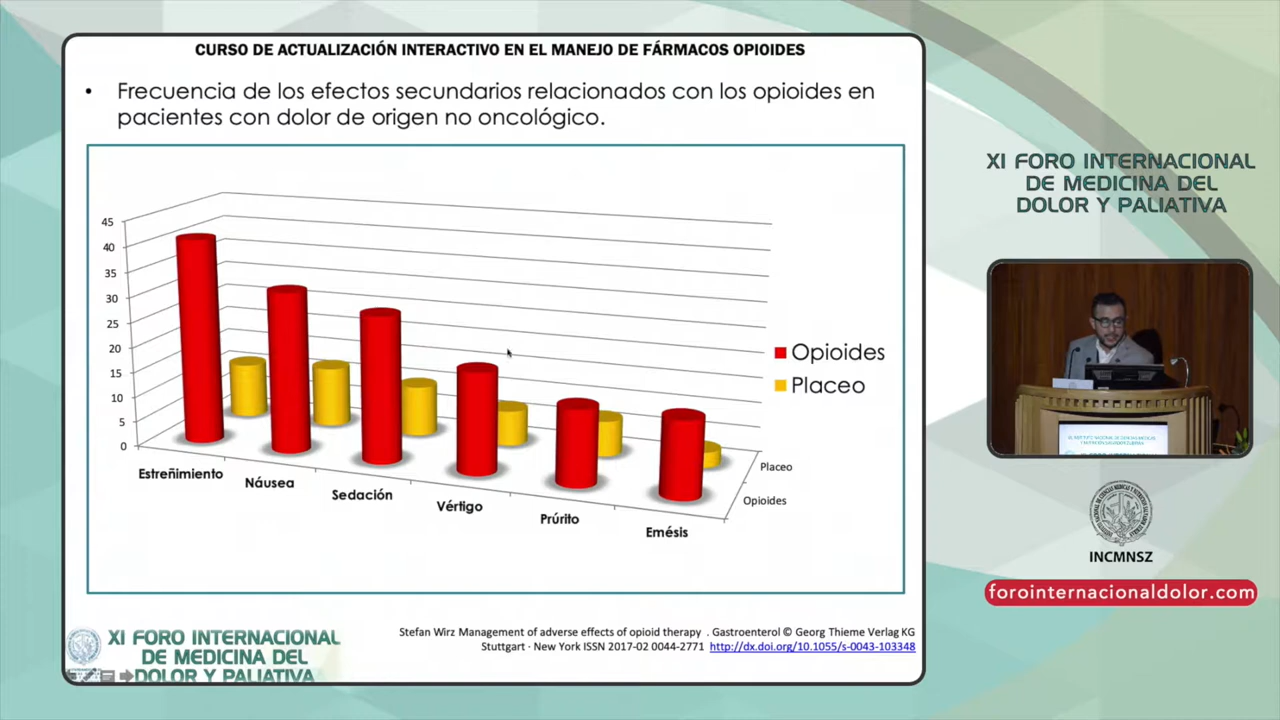 CURSO DE ACTUALIZACIÓN INTERACTIVO EN EL MANEJO DE FÁRMACOS OPIOIDES
• Frecuencia de los efectos secundarios relacionados con los opioides en
pacientes con dolor de origen no oncológico.
45
40
35
30
25
20
15
10
5
0
Estreñimiento
Náusea
Sedación
Vértigo
Prúrito
Emésis
Placeo
Opioides
Opioides
Placeo
Stefan Wirz Management of adverse effects of opioid therapy . Gastroenterol © Georg Thieme Verlag KG
Stuttgart · New York ISSN 2017-02 0044-2771 http://dx.doi.org/10.1055/s-0043-103348
XI FORO INTERNACIONAL
DE MEDICINA DEL
DOLOR Y PALIATIVA
XI FORO INTERNACIONAL
DE MEDICINA DEL
DOLOR Y PALIATIVA
INCMNSZ
forointernacionaldolor.com